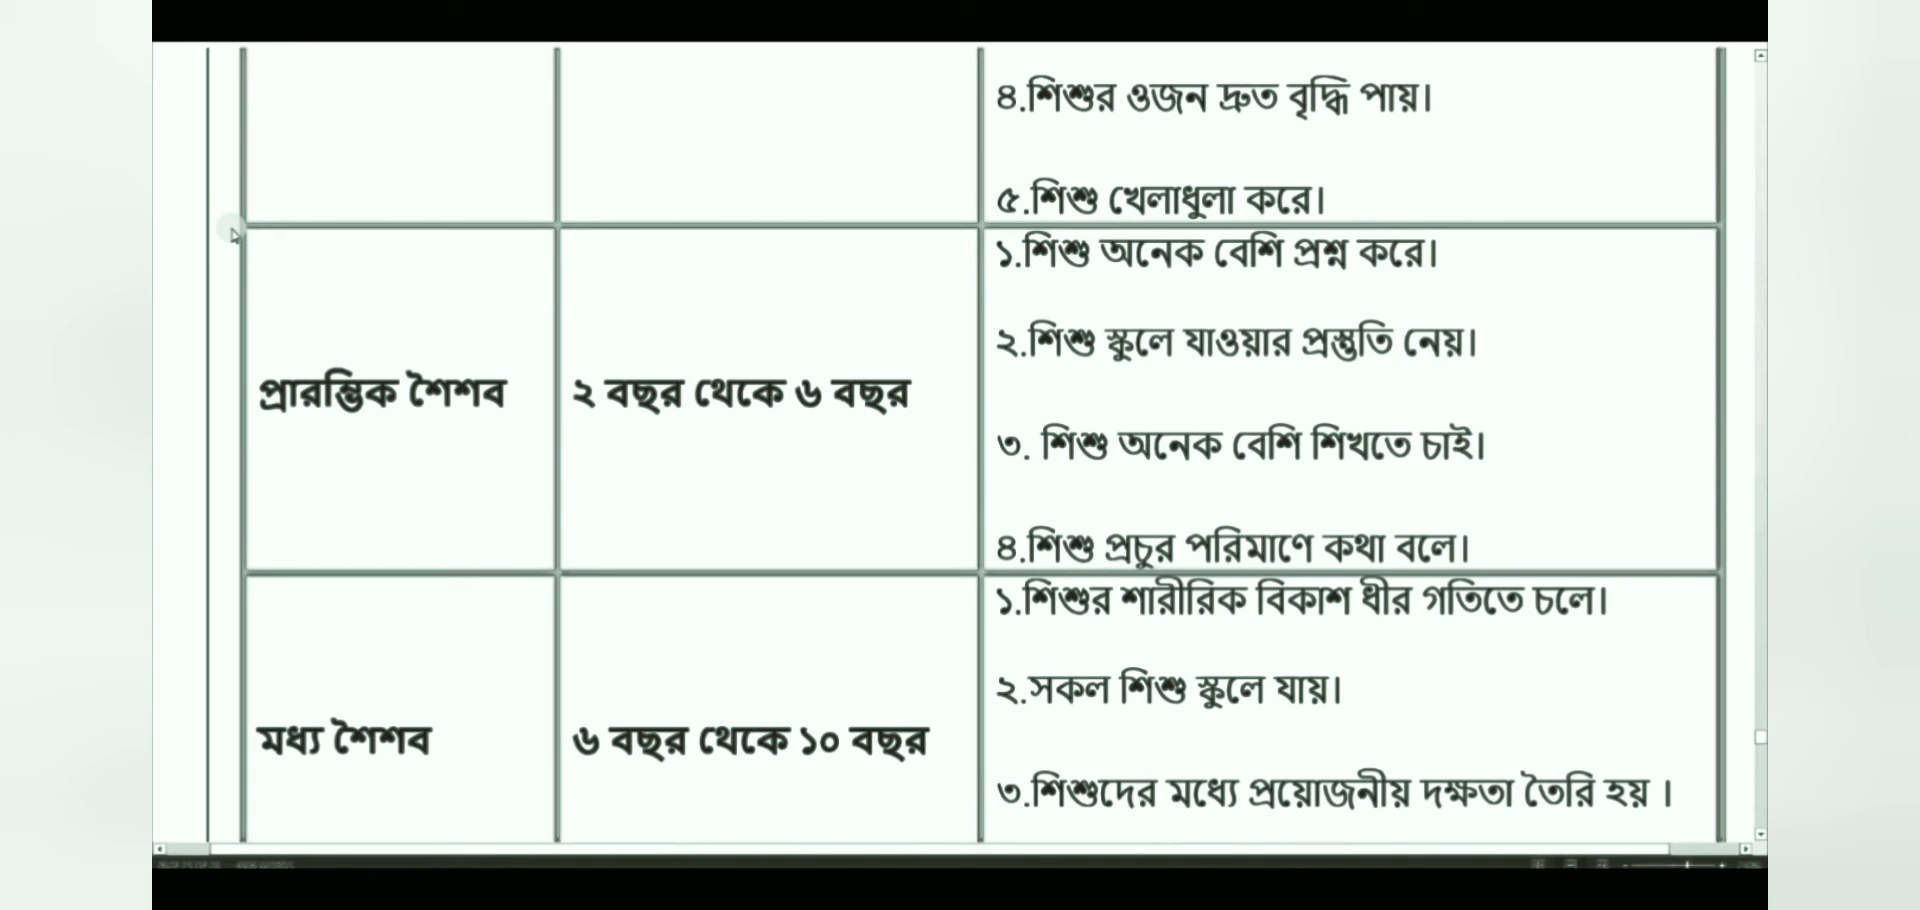 ৪.শিশুর ওজন দ্রুত বৃদ্ধি পায়।
৫.শিশু খেলাধুলা করে।
প্রারম্ভিক শৈশব
২ বছর থেকে ৬ বছর
১.শিশু অনেক বেশি প্রশ্ন করে।
২.শিশু স্কুলে যাওয়ার প্রস্তুতি নেয়।
৩. শিশু অনেক বেশি শিখতে চাই।
৪.শিশু প্রচুর পরিমাণে কথা বলে।
মধ্য শৈশব
৬ বছর থেকে ১০ বছর
১.শিশুর শারীরিক বিকাশ ধীর গতিতে চলে।
২.সকল শিশু স্কুলে যায়।
৩.শিশুদের মধ্যে প্রয়োজনীয় দক্ষতা তৈরি হয় ।